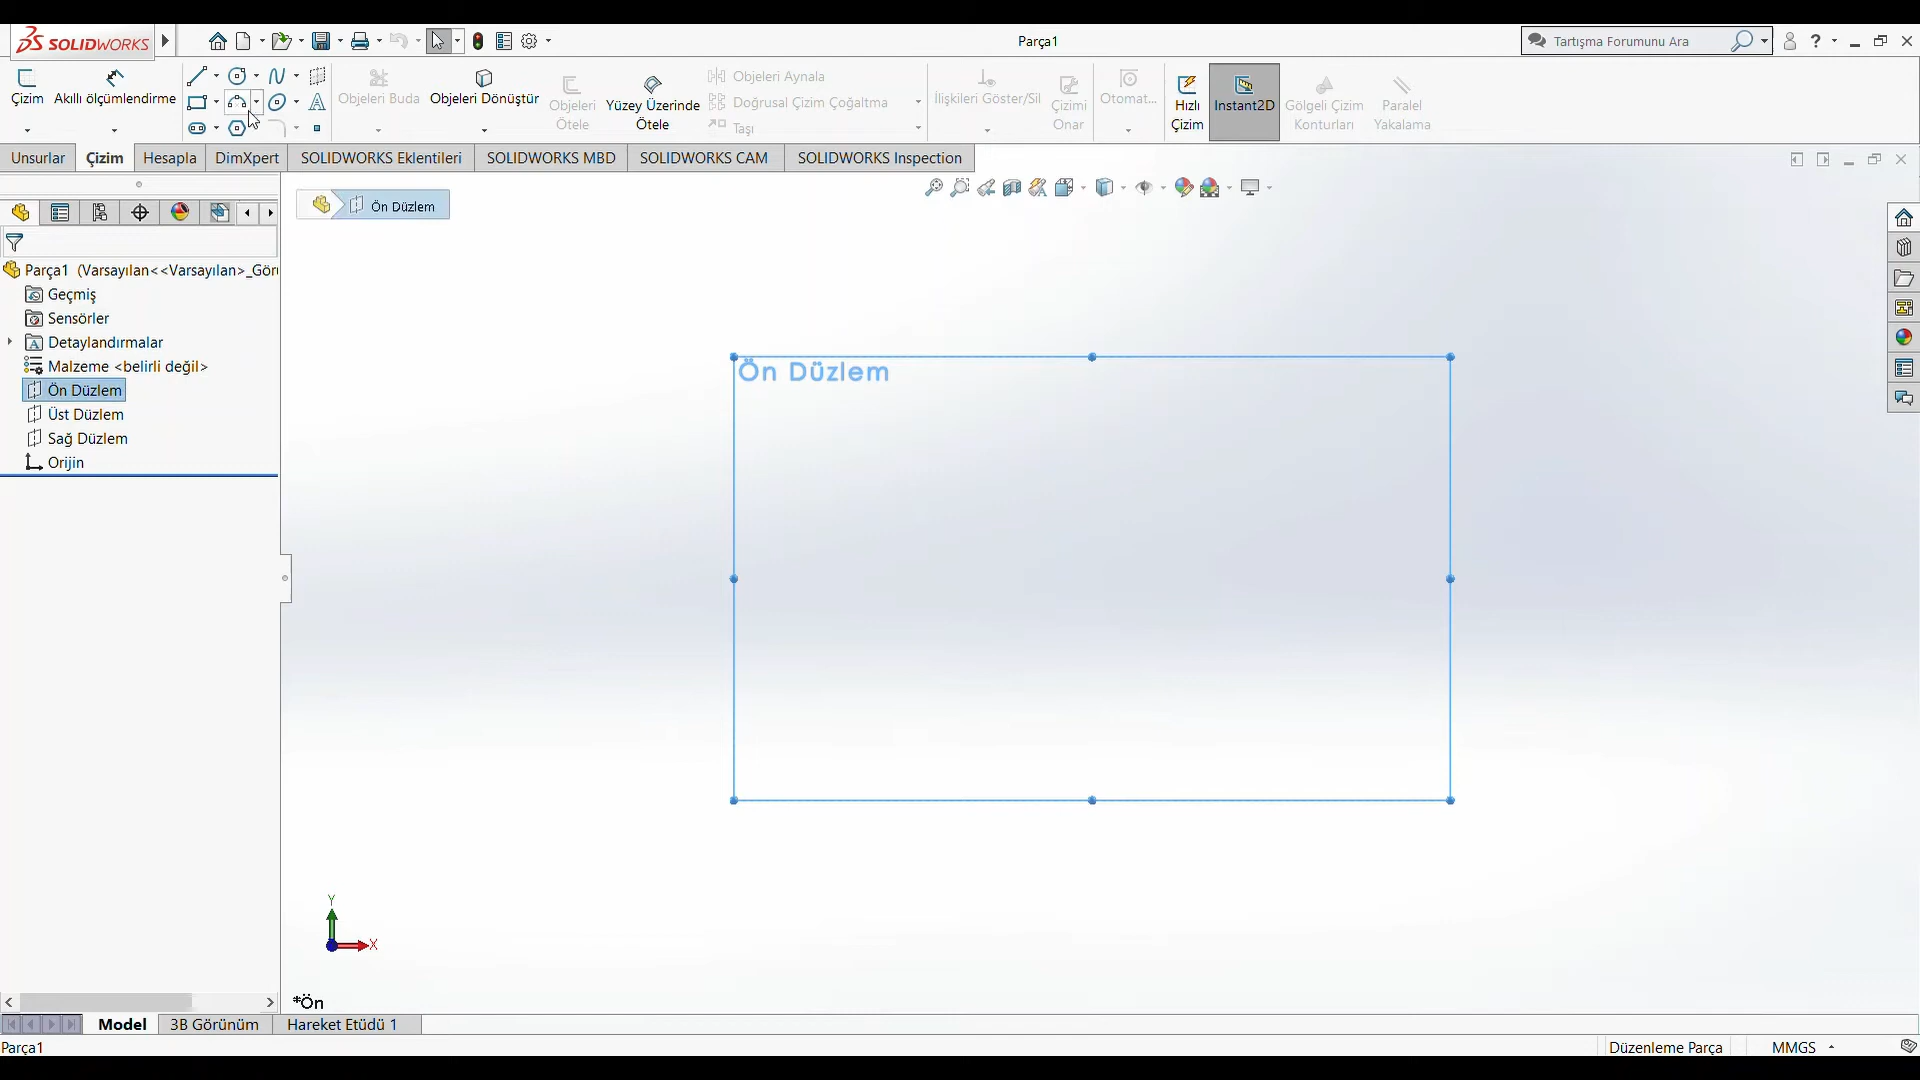 SOLIDWORKS
Parça1
Tartışma Forumunu Ara
?
Çizim
Akıllı ölçümlendirme
Objeleri Buda
Objeleri Dönüştür
Objeleri
Ötele
Yüzey Üzerinde
Ötele
Objeleri Aynala
Doğrusal Çizim Çoğaltma
Taşı
İlişkileri Göster/Sil
Çizimi
Onar
Otomat...
Hızlı
Çizim
Instant2D
Gölgeli Çizim
Konturları
Paralel
Yakalama
Unsurlar
Çizim
Hesapla
DimXpert
SOLIDWORKS Eklentileri
SOLIDWORKS MBD
SOLIDWORKS CAM
SOLIDWORKS Inspection
Ön Düzlem
Parça1 (Varsayılan<<Varsayılan>_Görü
Geçmiş
Sensörler
Detaylandırmalar
Malzeme <belirli değil>
Ön Düzlem
Üst Düzlem
Sağ Düzlem
Orijin
Ön Düzlem
Y
X
*Ön
Model
3B Görünüm
Hareket Etüdü 1
Parça1
Düzenleme Parça
MMGS